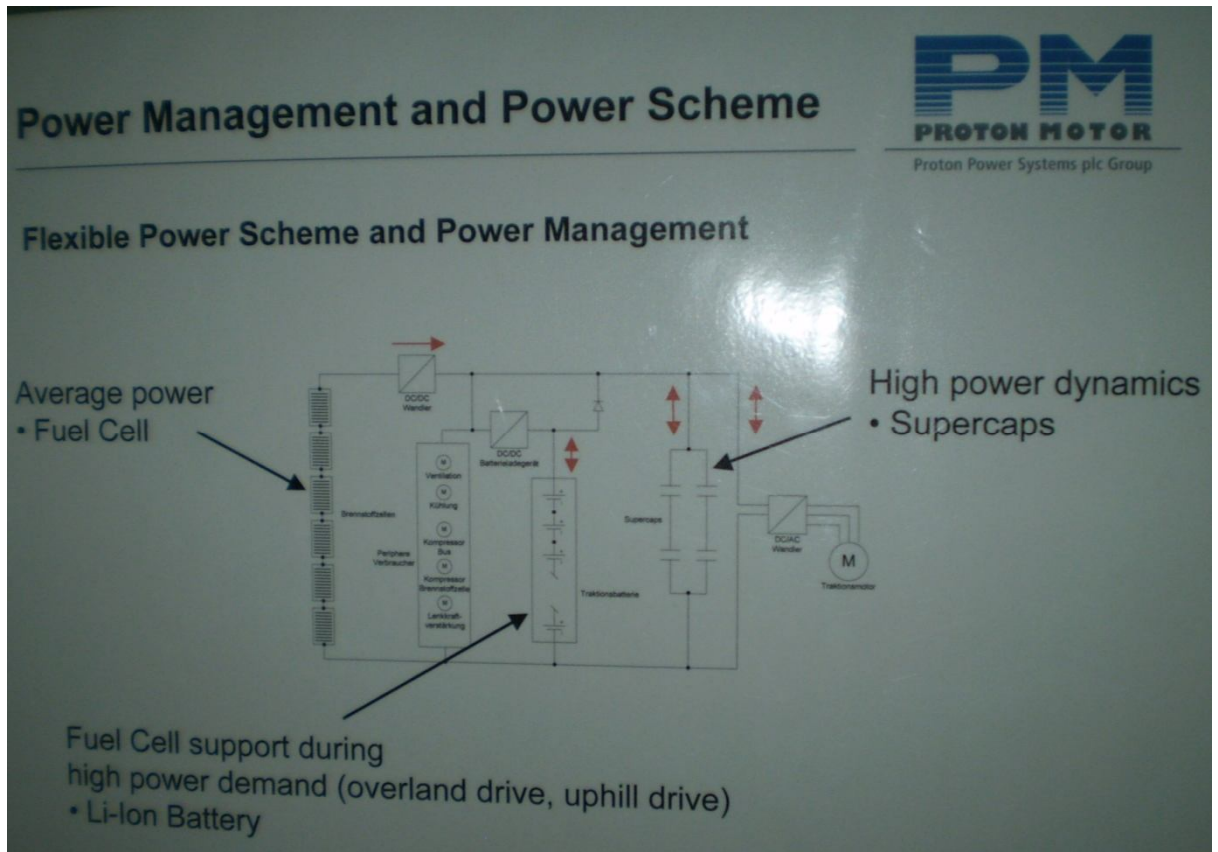 Power Management and Power Scheme
PM
PROTON MOTOR
Proton Power Systems plc Group
Flexible Power Scheme and Power Management
Average power
• Fuel Cell
High power dynamics
• Supercaps
DC/DC
Wandler
DC/DC
Batterieladegerät
M
Ventilation
M
Kühlung
M
Kompressor
Bus
M
Kompressor
Brennstoffzelle
M
Lenkkraft-
verstärkung
Brennstoffzellen
Periphere
Verbraucher
Traktionsbatterie
Supercaps
DC/AC
Wandler
M
Traktionsmotor
Fuel Cell support during
high power demand (overland drive, uphill drive)
• Li-Ion Battery